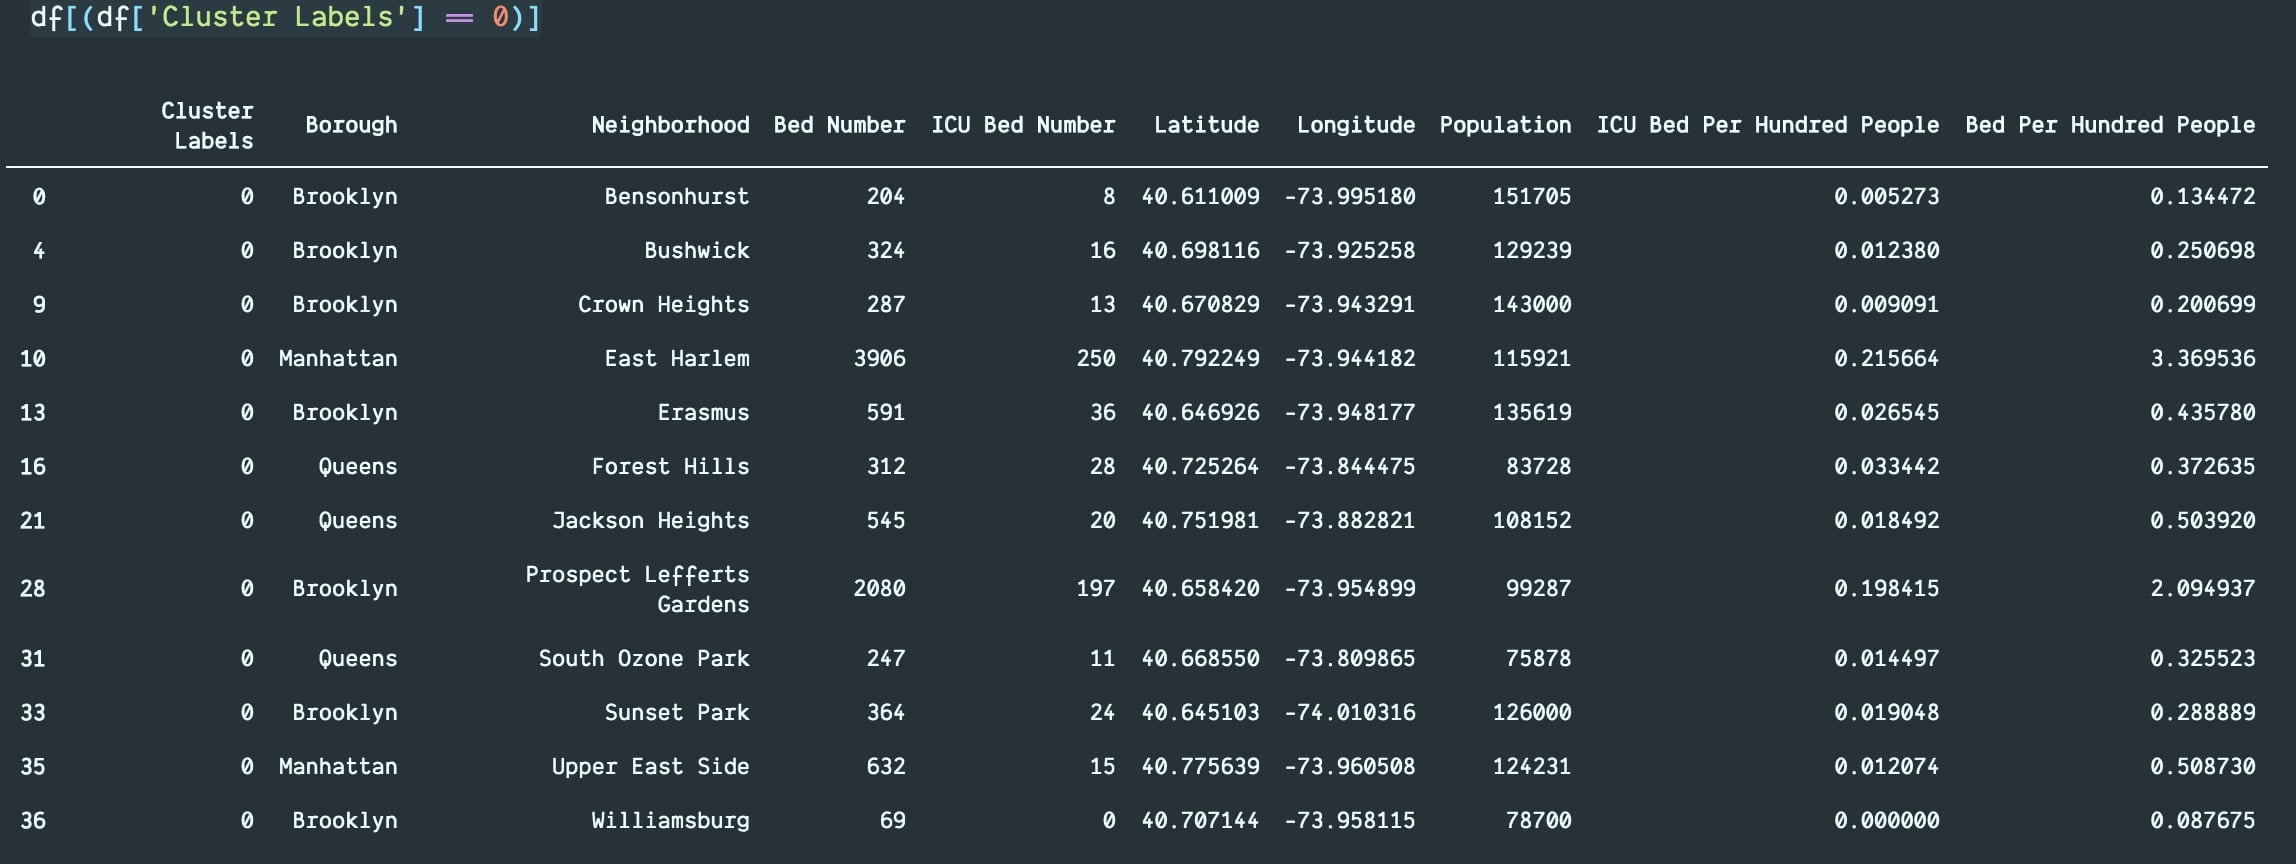 df[(df['Cluster Labels'] == 0)]
Cluster Labels Borough Neighborhood Bed Number ICU Bed Number Latitude Longitude Population ICU Bed Per Hundred People Bed Per Hundred People
0 0 Brooklyn Bensonhurst 204 8 40.611009 -73.995180 151705 0.005273 0.134472
4 0 Brooklyn Bushwick 324 16 40.698116 -73.925258 129239 0.012380 0.250698
9 0 Brooklyn Crown Heights 287 13 40.670829 -73.943291 143000 0.009091 0.200699
10 0 Manhattan East Harlem 3906 250 40.792249 -73.944182 115921 0.215664 3.369536
13 0 Brooklyn Erasmus 591 36 40.646926 -73.948177 135619 0.026545 0.435780
16 0 Queens Forest Hills 312 28 40.725264 -73.844475 83728 0.033442 0.372635
21 0 Queens Jackson Heights 545 20 40.751981 -73.882821 108152 0.018492 0.503920
28 0 Brooklyn Prospect Lefferts Gardens 2080 197 40.658420 -73.954899 99287 0.198415 2.094937
31 0 Queens South Ozone Park 247 11 40.668550 -73.809865 75878 0.014497 0.325523
33 0 Brooklyn Sunset Park 364 24 40.645103 -74.010316 126000 0.019048 0.288889
35 0 Manhattan Upper East Side 632 15 40.775639 -73.960508 124231 0.012074 0.508730
36 0 Brooklyn Williamsburg 69 0 40.707144 -73.958115 78700 0.000000 0.087675